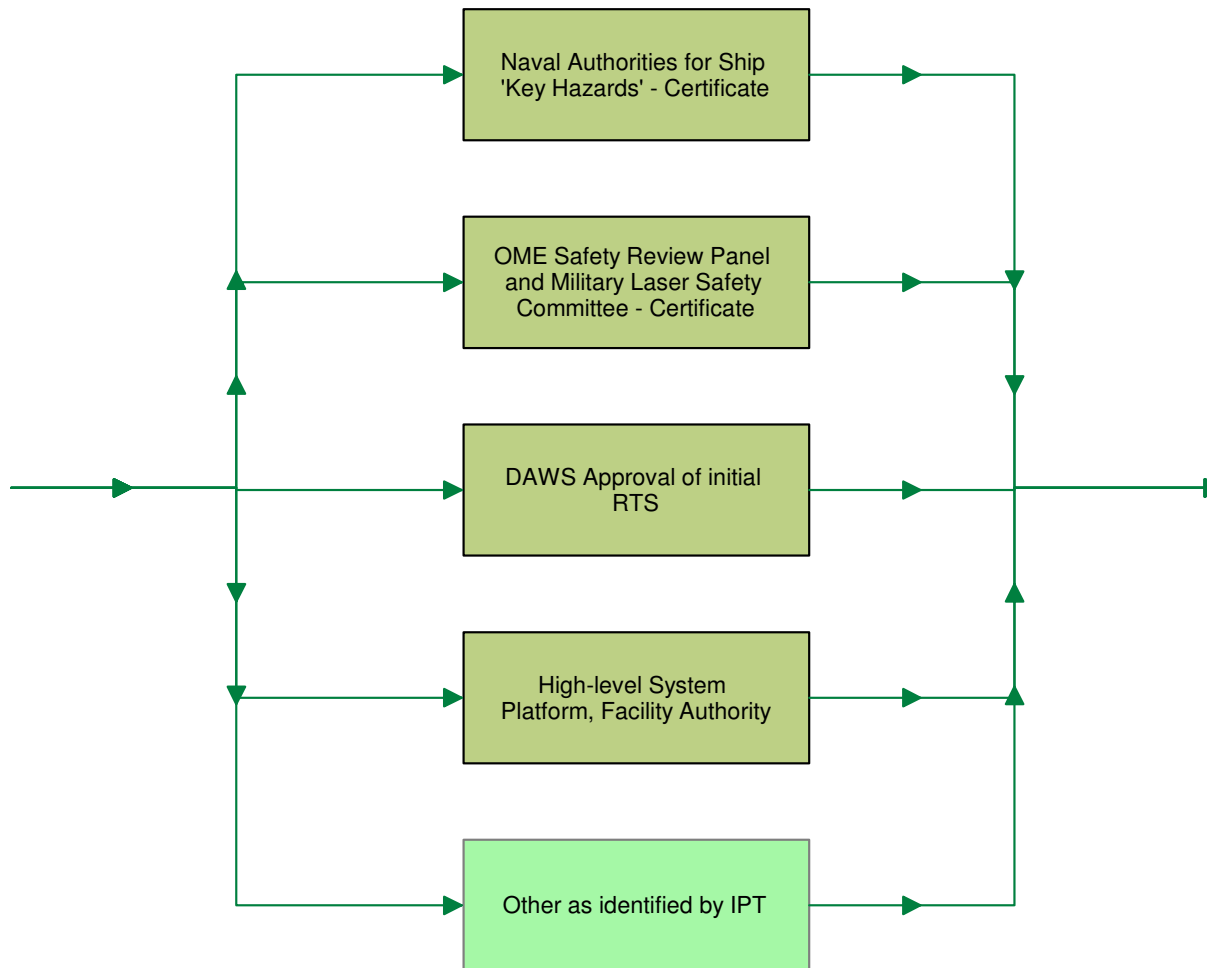 Naval Authorities for Ship
'Key Hazards' - Certificate
OME Safety Review Panel
and Military Laser Safety
Committee - Certificate
DAWS Approval of initial
RTS
High-level System
Platform, Facility Authority
Other as identified by IPT